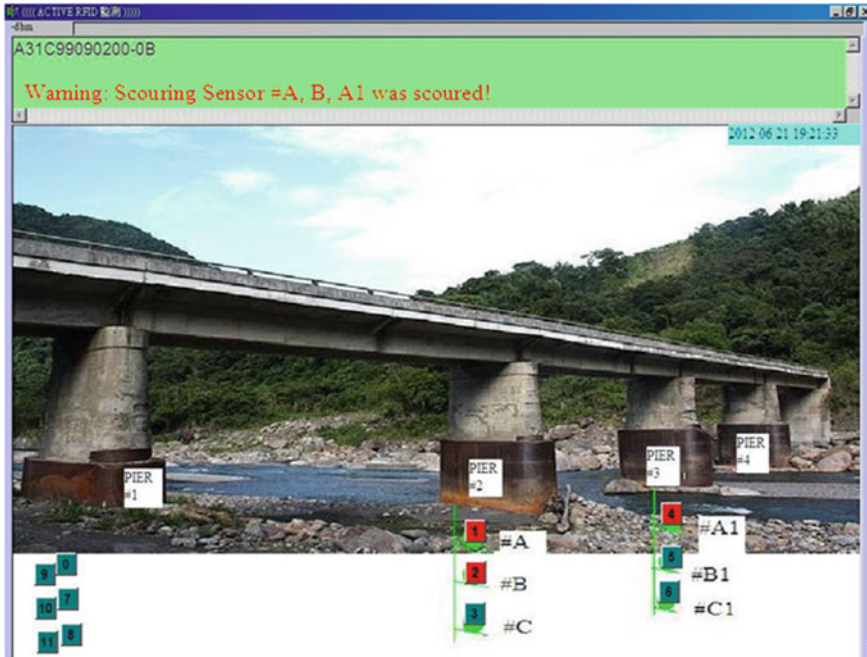 ((((( ACTIVE RFID 監測 )))))
-dbm
A31C99090200-0B
Warning: Scouring Sensor #A, B, A1 was scoured!
2012 06 21 19:21:33
PIER
#1
PIER
#2
PIER
#3
PIER
#4
1
#A
2
#B
3
#C
4
#A1
5
#B1
6
#C1
9
0
10
7
11
8